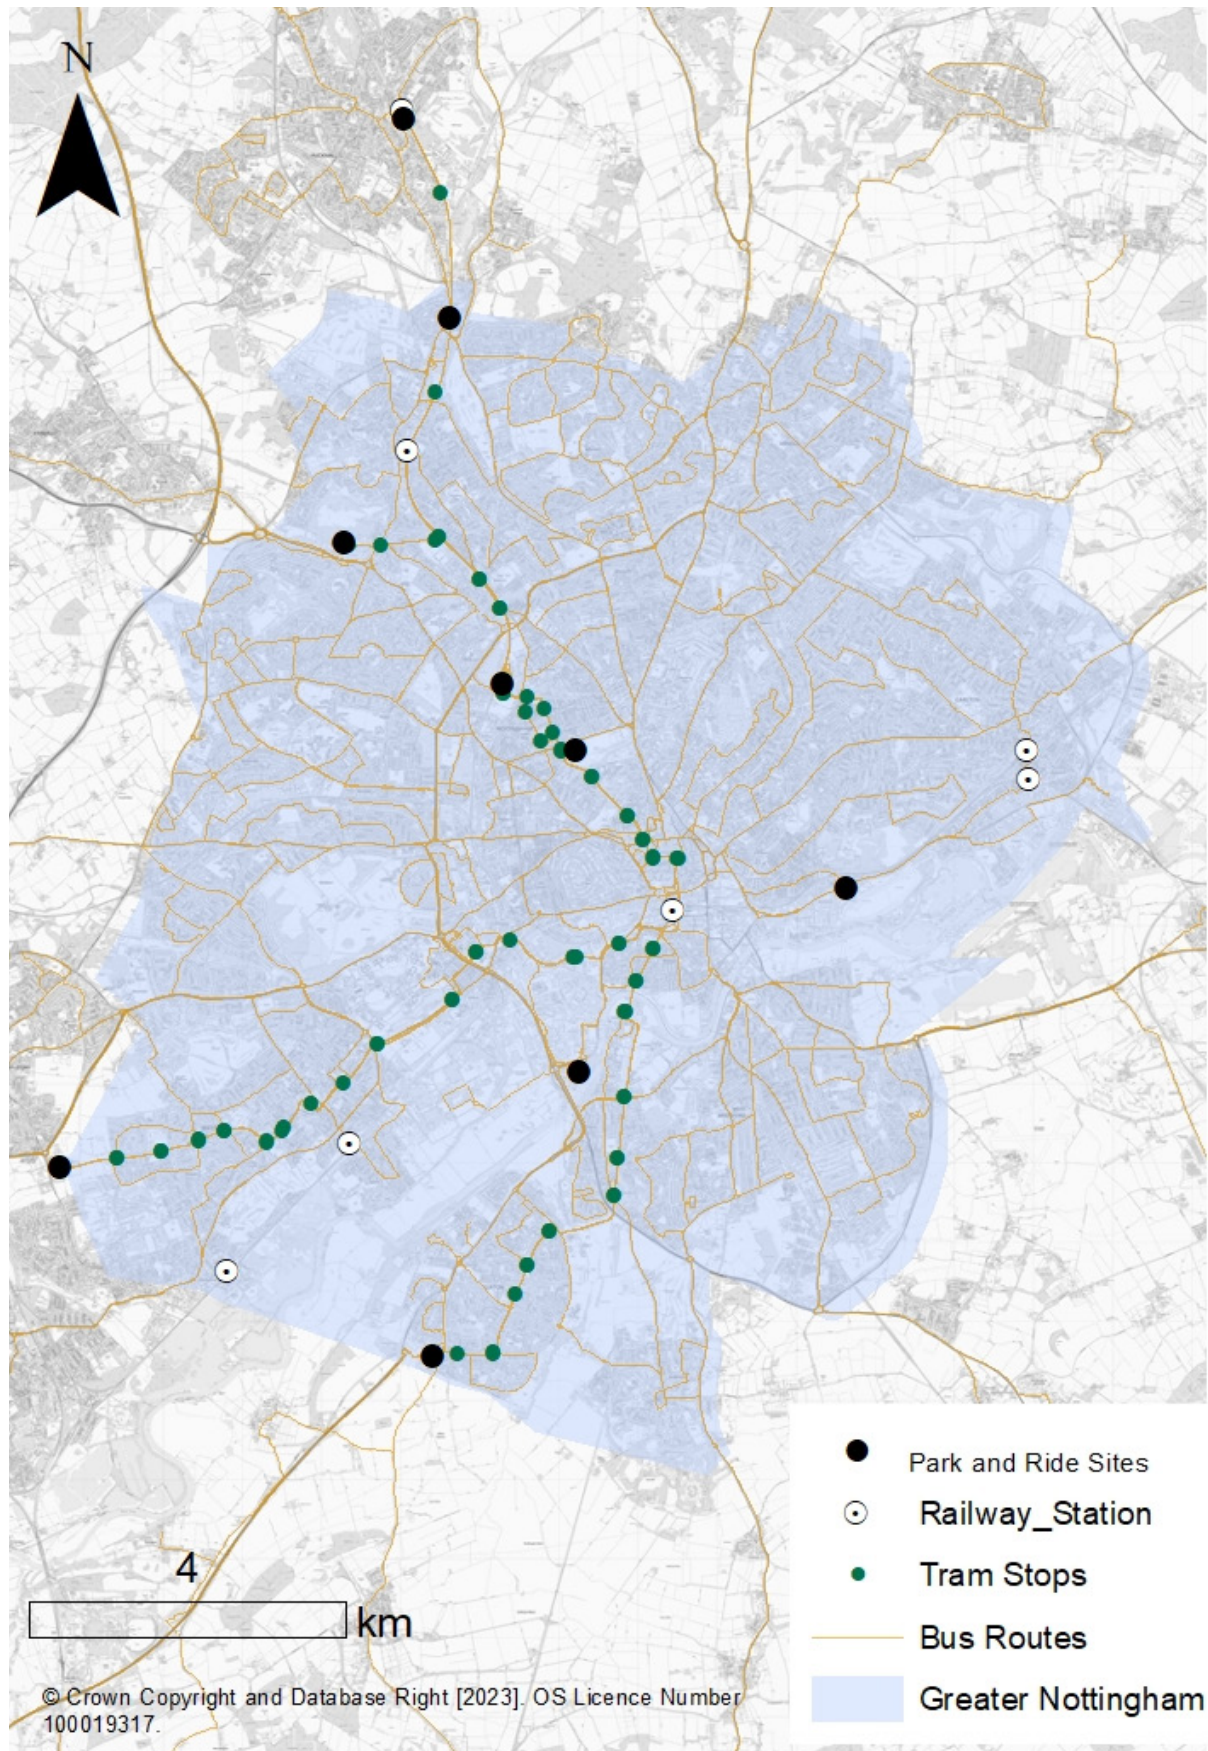 N
Park and Ride Sites
Railway_Station
Tram Stops
Bus Routes
Greater Nottingham
4
km
© Crown Copyright and Database Right [2023]. OS Licence Number
100019317.